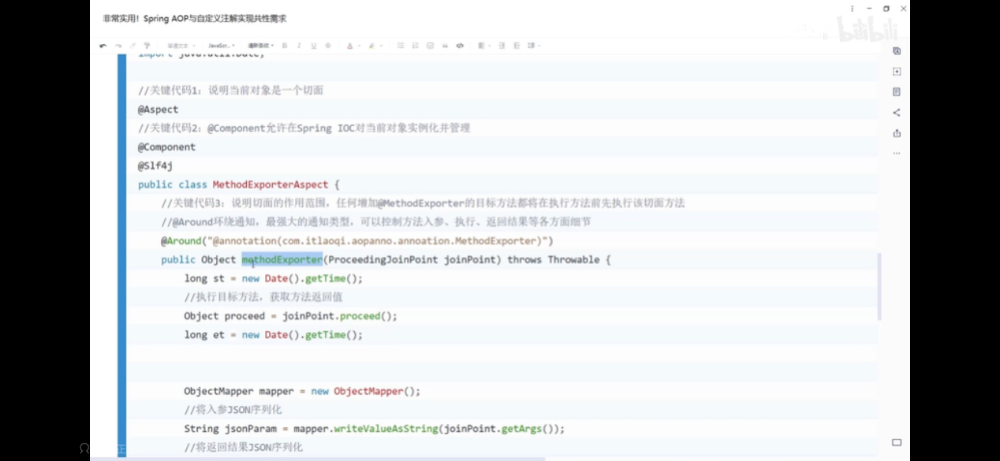 非常实用！Spring AOP与自定义注解实现共性需求
bilibili
import java.util.Date;
//关键代码1：说明当前对象是一个切面
@Aspect
//关键代码2：@Component允许在Spring IOC对当前对象实例化并管理
@Component
@Slf4j
public class MethodExporterAspect {
//关键代码3：说明切面的作用范围，任何增加@MethodExporter的目标方法都将在执行方法前先执行该切面方法
//@Around环绕通知，最强大的通知类型，可以控制方法入参、执行、返回结果等各方面细节
@Around("@annotation(com.itlaoqi.aopanno.annoation.MethodExporter)")
public Object methodExporter(ProceedingJoinPoint joinPoint) throws Throwable {
long st = new Date().getTime();
//执行目标方法，获取方法返回值
Object proceed = joinPoint.proceed();
long et = new Date().getTime();
ObjectMapper mapper = new ObjectMapper();
//将入参JSON序列化
String jsonParam = mapper.writeValueAsString(joinPoint.getArgs());
//将返回结果JSON序列化